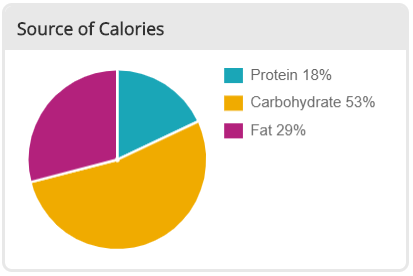 Source of Calories
Protein 18%
Carbohydrate 53%
Fat 29%